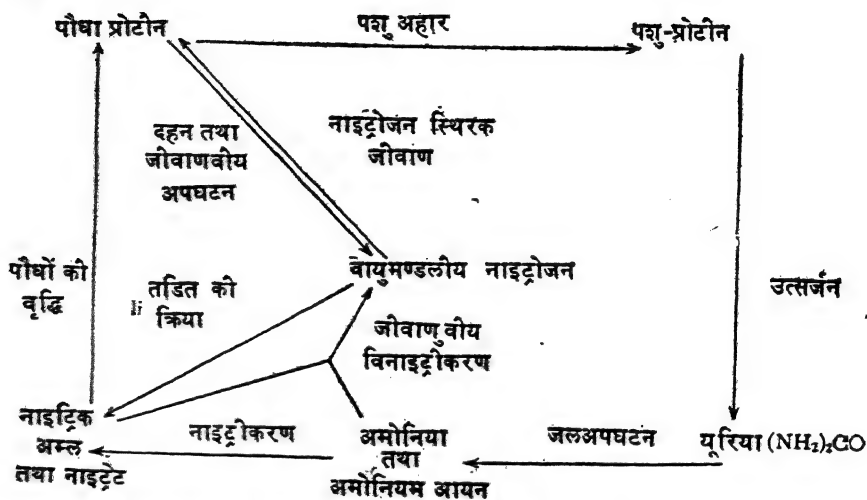 पौधा प्रोटीन
पशु अहार
पशु-प्रोटीन
दहन तथा
जीवाणवीय
अपघटन
नाइट्रोजन स्थिरक
जीवाण
पौधों की
वृद्धि
तडित की
क्रिया
वायुमण्डलीय नाइट्रोजन
उत्सर्जन
जीवाणुवीय
विनाइट्रीकरण
नाइट्रिक
अम्ल
तथा नाइट्रेट
नाइट्रीकरण
अमोनिया
तथा
अमोनियम आयन
जलअपघटन
यूरिया (NH₂)₂CO